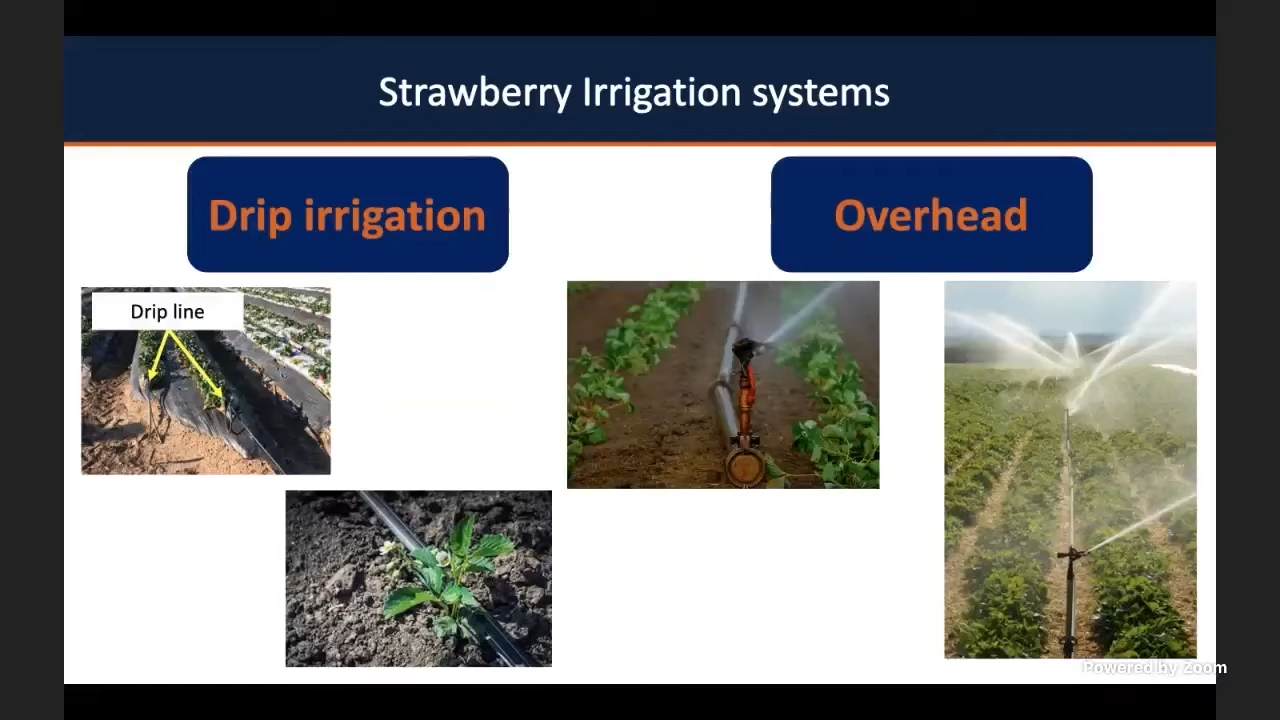 Strawberry Irrigation systems
Drip irrigation
Overhead
Drip line
Powered by Zoom